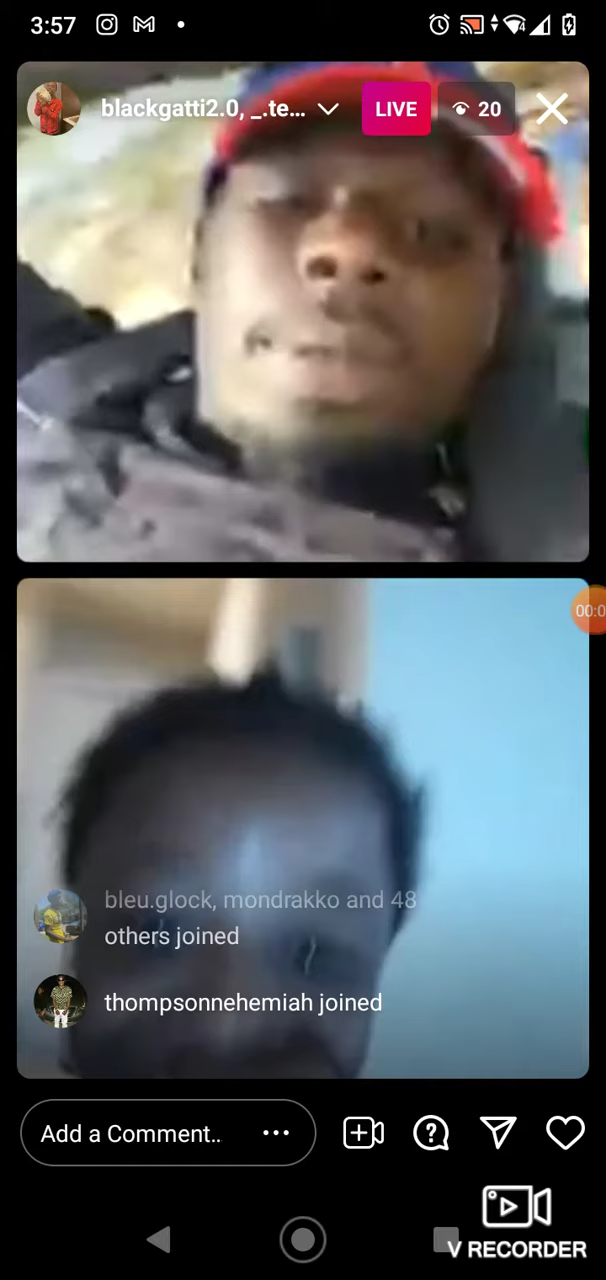 3:57
blackgatti2.0, _.te...
LIVE
20
00:0
bleu.glock, mondrakko and 48
others joined
thompsonnehemiah joined
Add a Comment..
V RECORDER